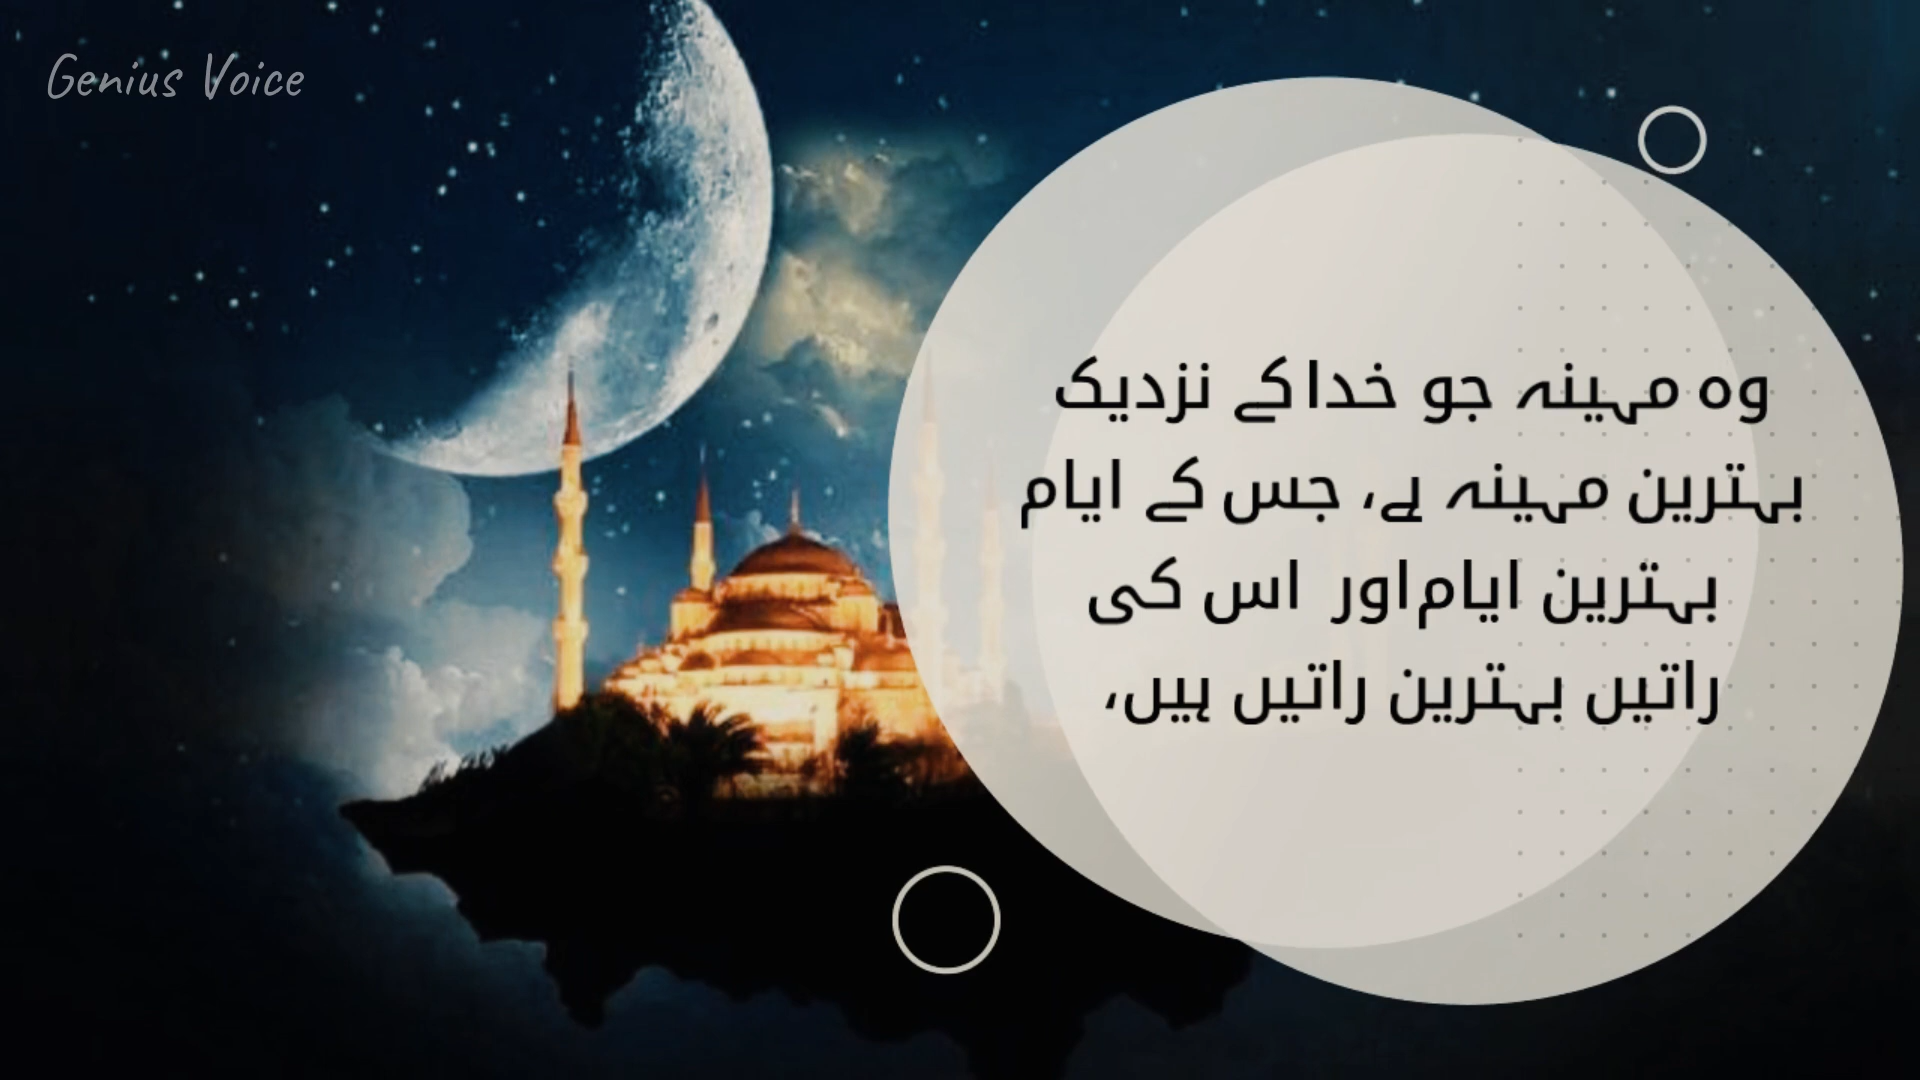 Genius Voice
وہ مہینہ جو خدا کے نزدیک
بہترین مہینہ ہے، جس کے ایام
بہترین ایام اور اس کی
راتیں بہترین راتیں ہیں،